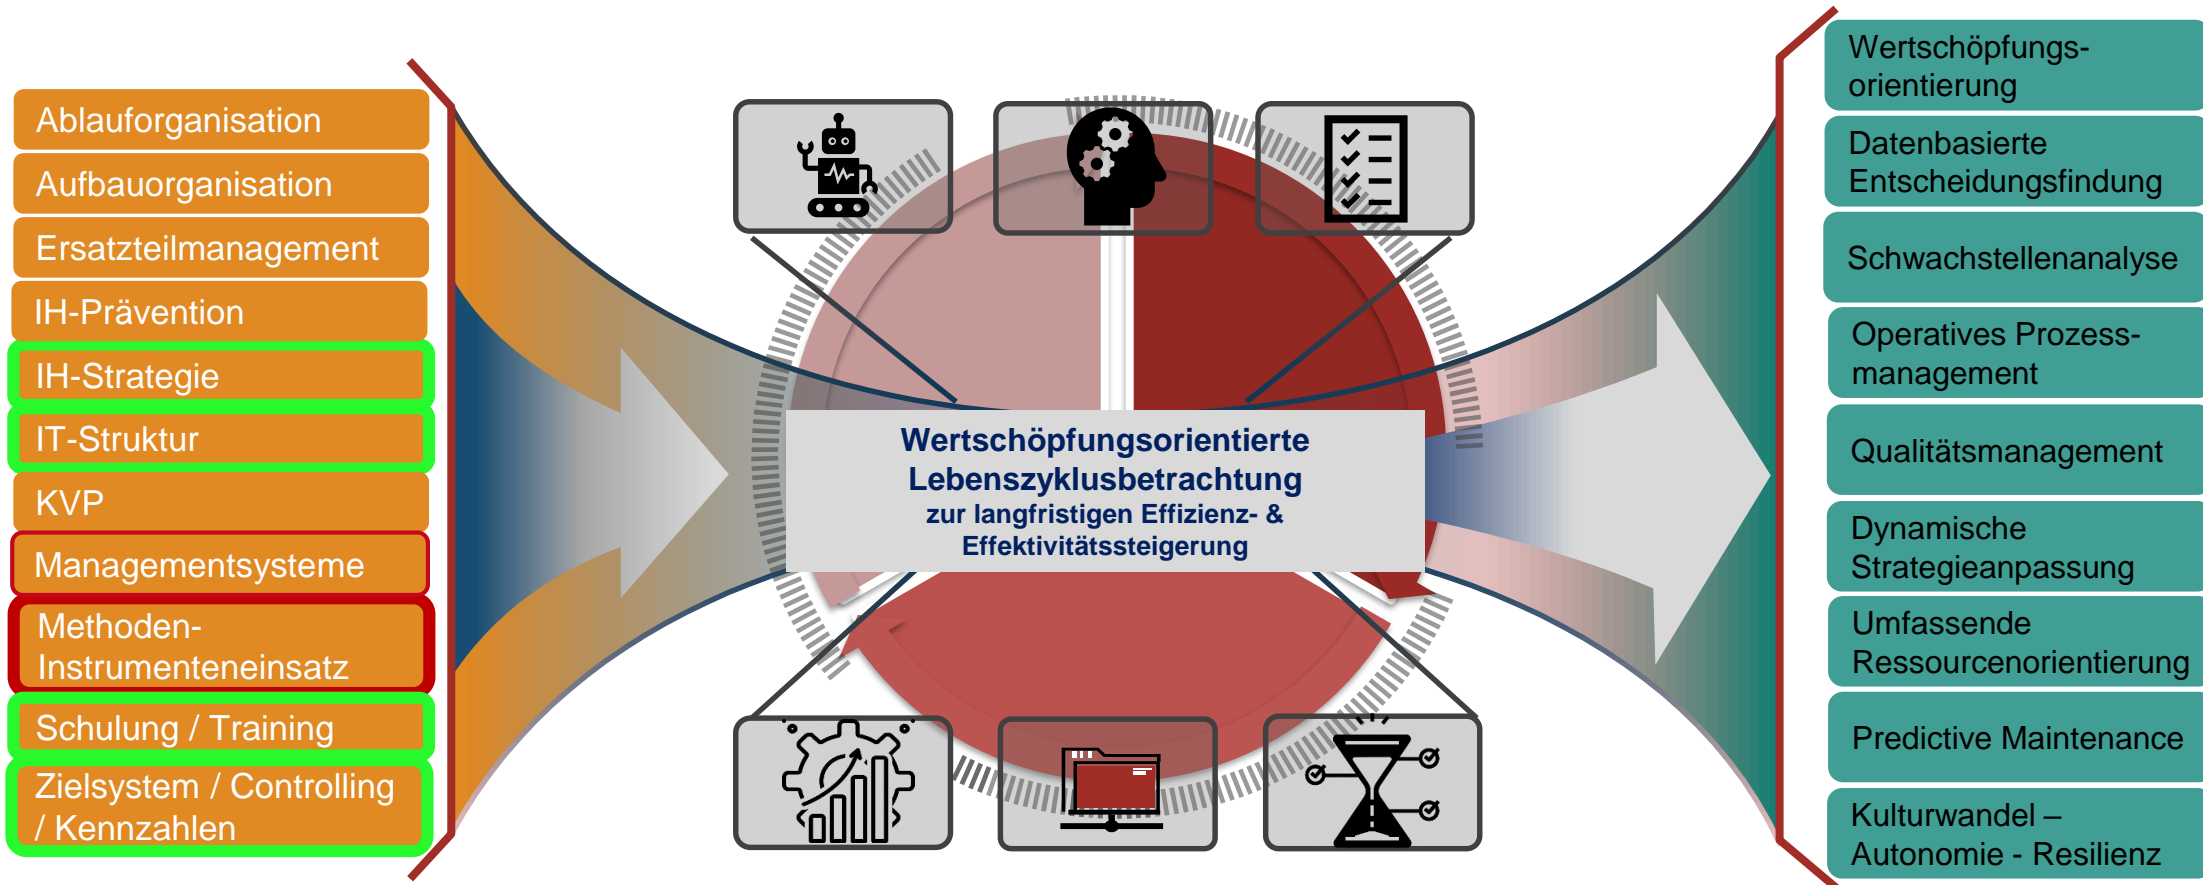 Ablauforganisation
Aufbauorganisation
Ersatzteilmanagement
IH-Prävention
IH-Strategie
IT-Struktur
KVP
Managementsysteme
Methoden-
Instrumenteneinsatz
Schulung / Training
Zielsystem / Controlling
/ Kennzahlen
Wertschöpfungsorientierte
Lebenszyklusbetrachtung
zur langfristigen Effizienz- &
Effektivitätssteigerung
Wertschöpfungs-
orientierung
Datenbasierte
Entscheidungsfindung
Schwachstellenanalyse
Operatives Prozess-
management
Qualitätsmanagement
Dynamische
Strategieanpassung
Umfassende
Ressourcenorientierung
Predictive Maintenance
Kulturwandel –
Autonomie - Resilienz